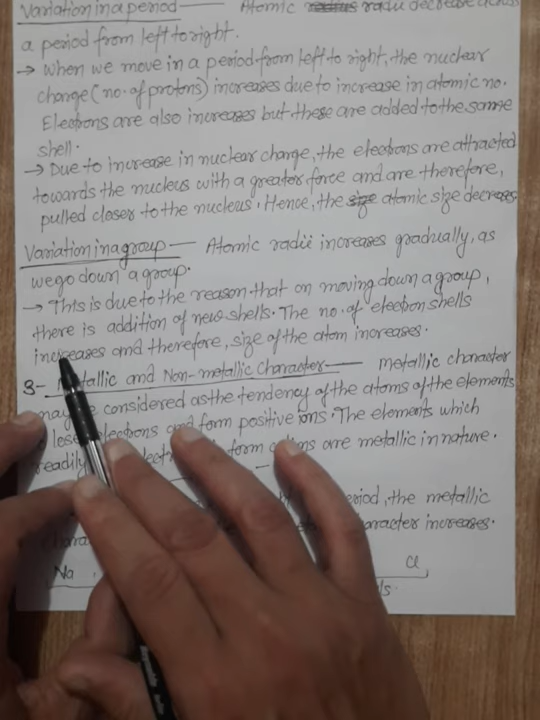 Variation in a period — Atomic radii decrease across
a period from left to right.
→ When we move in a period from left to right, the nuclear
charge (no. of protons) increases due to increase in atomic no.
Electrons are also increases but these are added to the same
shell.
→ Due to increase in nuclear charge, the electrons are attracted
towards the nucleus with a greater force and are therefore,
pulled closer to the nucleus. Hence, the atomic size decreases
Variation in a group — Atomic radii increases gradually, as
we go down a group.
→ This is due to the reason that on moving down a group,
there is addition of new shells. The no. of electron shells
increases and therefore, size of the atom increases.
3- Metallic and Non-metallic Character — metallic character
may be considered as the tendency of the atoms of the elements
lose electrons and form positive ions. The elements which
readily form are metallic in nature.
period, the metallic
character increases.
Na Cl